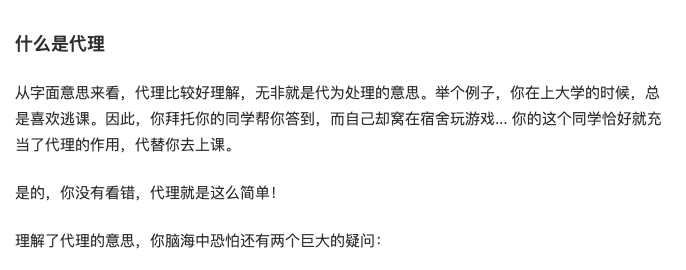 什么是代理
从字面意思来看，代理比较好理解，无非就是代为处理的意思。举个例子，你在上大学的时候，总
是喜欢逃课。因此，你拜托你的同学帮你答到，而自己却窝在宿舍玩游戏... 你的这个同学恰好就充
当了代理的作用，代替你去上课。
是的，你没有看错，代理就是这么简单！
理解了代理的意思，你脑海中恐怕还有两个巨大的疑问：